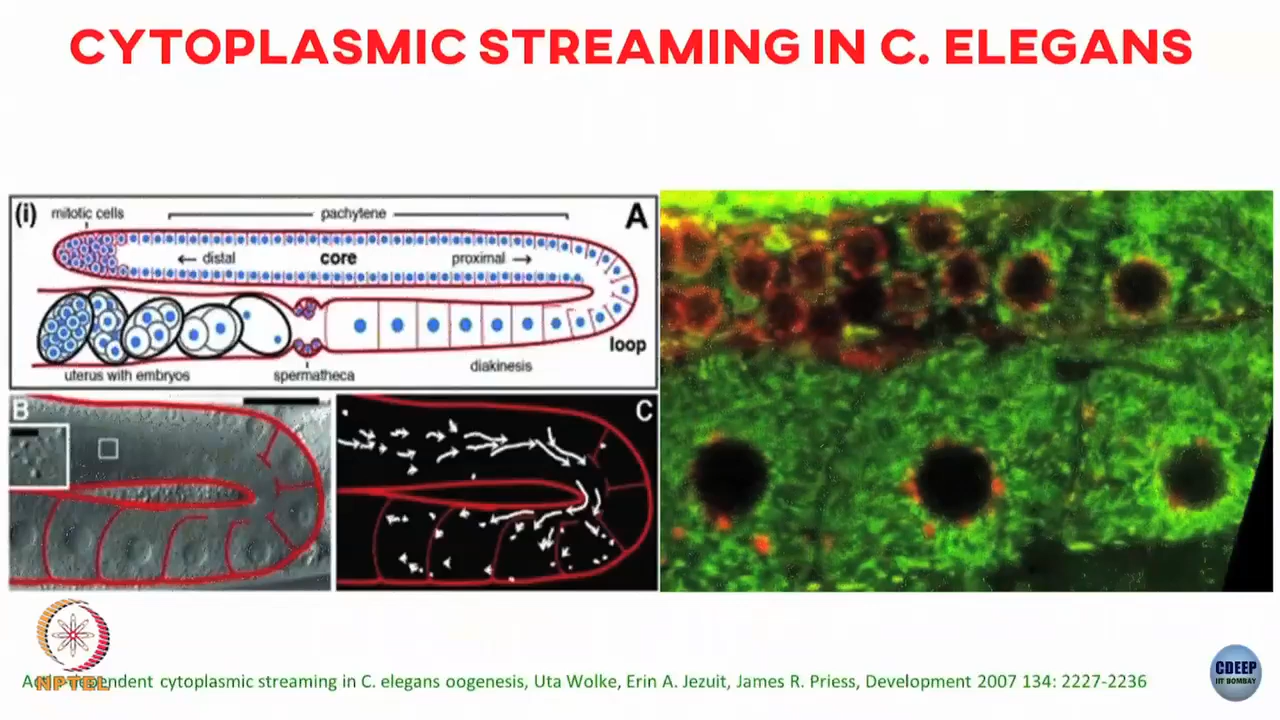 CYTOPLASMIC STREAMING IN C. ELEGANS
(i) mitotic cells pachytene A
distal core proximal
loop
diakinesis
uterus with embryos spermatheca
B C
cytoplasmic streaming in C. elegans oogenesis, Uta Wolke, Erin A. Jezuit, James R. Priess, Development 2007 134: 2227-2236
NPTEL
CDEEP
IIT BOMBAY